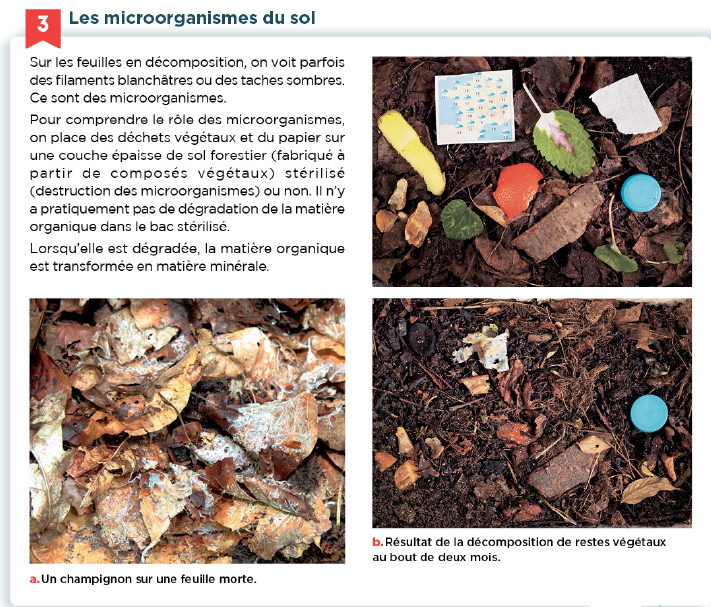 3
Les microorganismes du sol
Sur les feuilles en décomposition, on voit parfois
des filaments blanchâtres ou des taches sombres.
Ce sont des microorganismes.
Pour comprendre le rôle des microorganismes,
on place des déchets végétaux et du papier sur
une couche épaisse de sol forestier (fabriqué à
partir de composés végétaux) stérilisé
(destruction des microorganismes) ou non. Il n'y
a pratiquement pas de dégradation de la matière
organique dans le bac stérilisé.
Lorsqu'elle est dégradée, la matière organique
est transformée en matière minérale.
a. Un champignon sur une feuille morte.
b. Résultat de la décomposition de restes végétaux
au bout de deux mois.